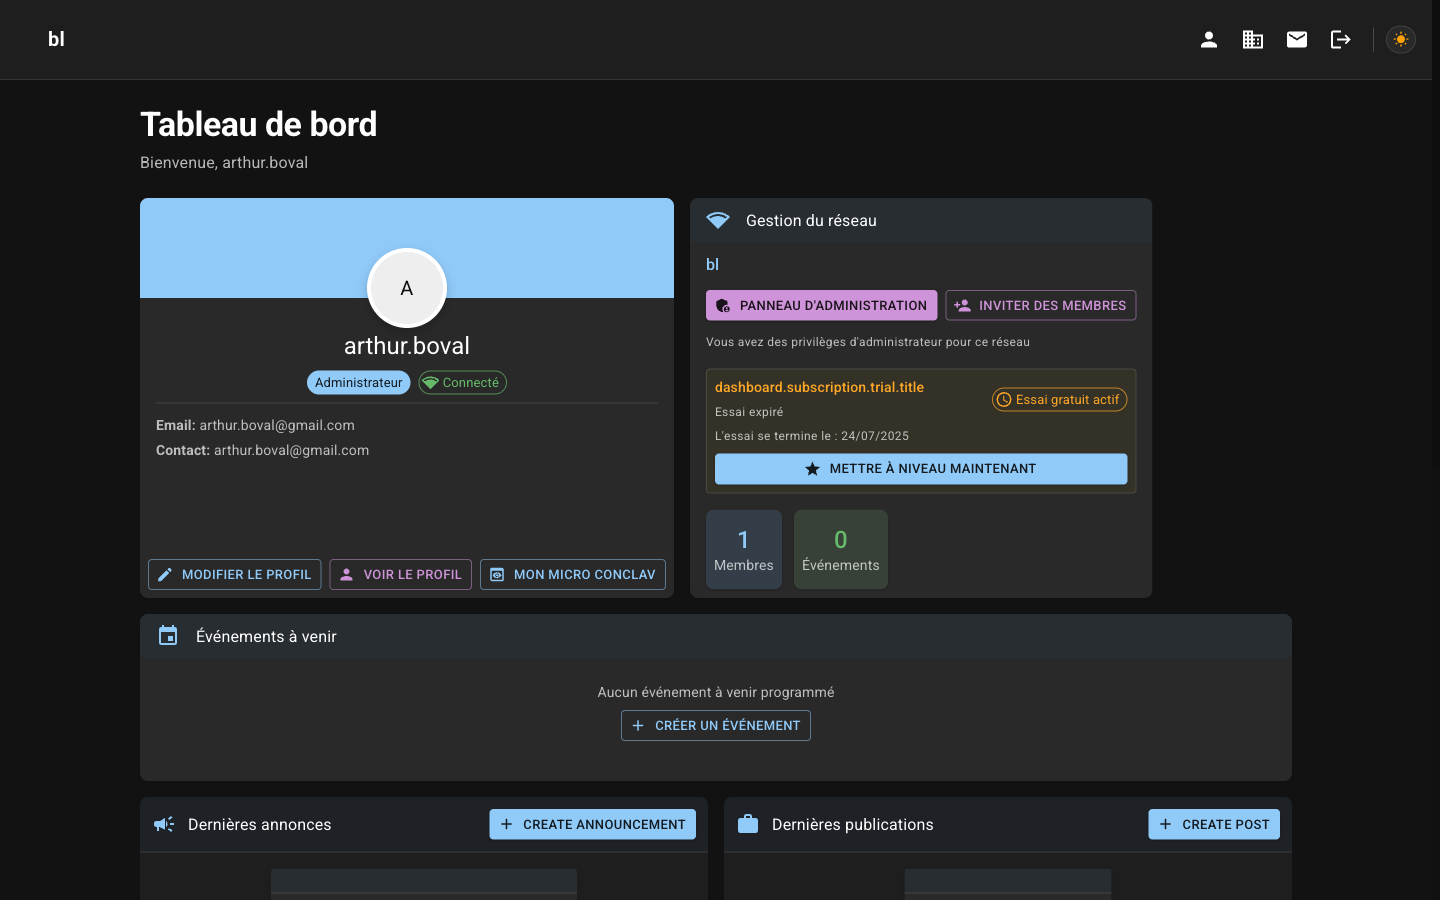 bl
Tableau de bord
Bienvenue, arthur.boval
A
arthur.boval
Administrateur
Connecté
Email: arthur.boval@gmail.com
Contact: arthur.boval@gmail.com
MODIFIER LE PROFIL
VOIR LE PROFIL
MON MICRO CONCLAV
Gestion du réseau
bl
PANNEAU D'ADMINISTRATION
INVITER DES MEMBRES
Vous avez des privilèges d'administrateur pour ce réseau
dashboard.subscription.trial.title
Essai gratuit actif
Essai expiré
L'essai se termine le : 24/07/2025
METTRE À NIVEAU MAINTENANT
1
Membres
0
Événements
Événements à venir
Aucun événement à venir programmé
CRÉER UN ÉVÉNEMENT
Dernières annonces
CREATE ANNOUNCEMENT
Dernières publications
CREATE POST